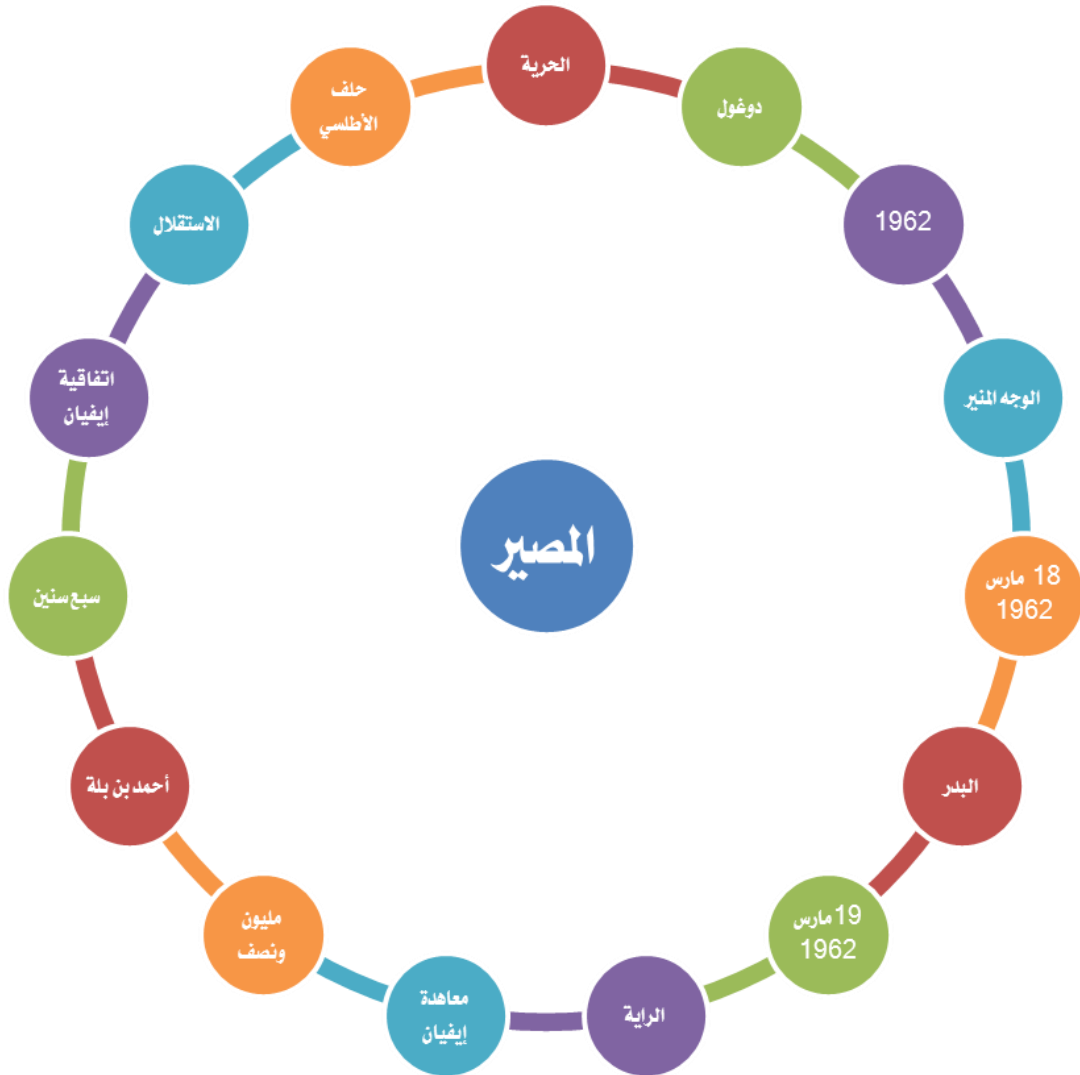 الحرية
دوغول
1962
الوجه المنير
18 مارس
1962
البدر
19 مارس
1962
الراية
معاهدة
إيفيان
مليون
ونصف
أحمد بن بلة
سبع سنين
اتفاقية
إيفيان
الاستقلال
حلف
الأطلسي
المصير